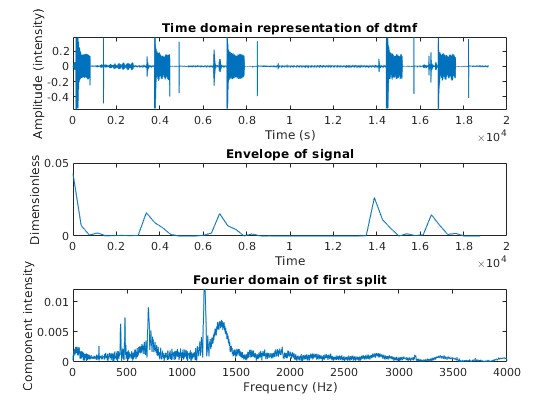 Time domain representation of dtmf
Amplitude (intensity)
0.2
0
-0.2
-0.4
0 0.2 0.4 0.6 0.8 1 1.2 1.4 1.6 1.8 2
Time (s)
×10⁴
Envelope of signal
Dimensionless
0.05
0
0 0.2 0.4 0.6 0.8 1 1.2 1.4 1.6 1.8 2
Time
×10⁴
Fourier domain of first split
Component intensity
0.01
0.005
0
0 500 1000 1500 2000 2500 3000 3500 4000
Frequency (Hz)